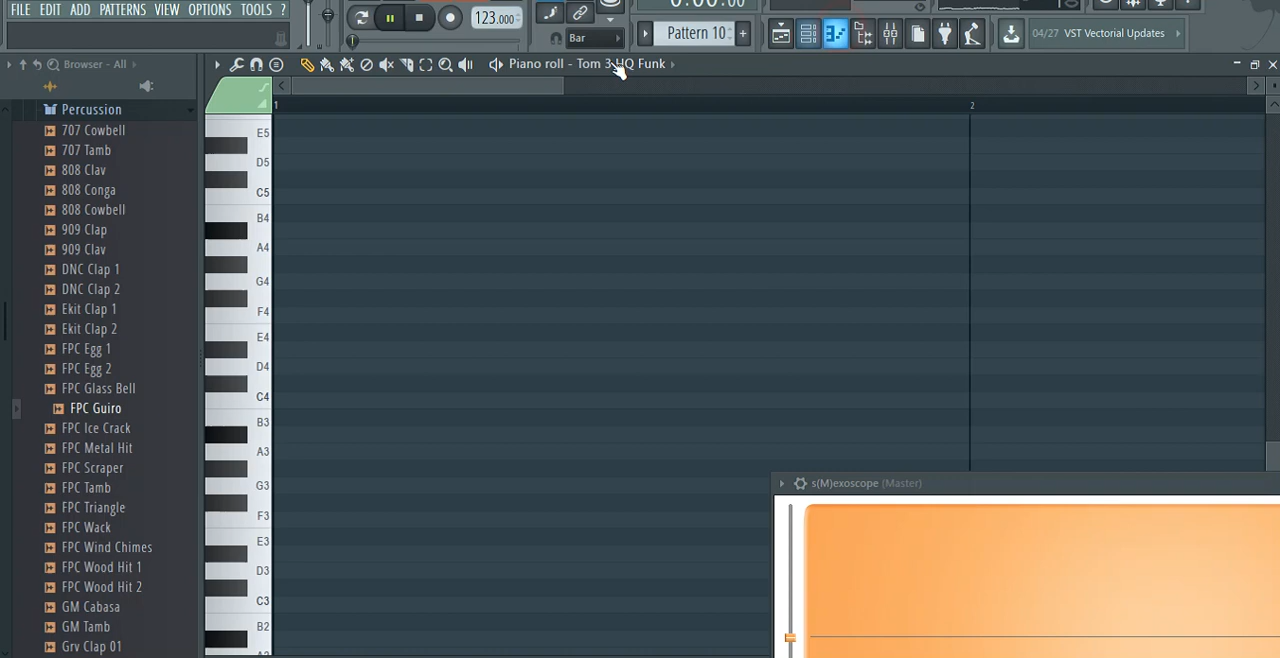 FILE EDIT ADD PATTERNS VIEW OPTIONS TOOLS ?
123.000
0:00:00
Bar
Pattern 10
04/27 VST Vectorial Updates
Browser - All
Piano roll - Tom 3 HQ Funk
1 2
Percussion
707 Cowbell
707 Tamb
808 Clav
808 Conga
808 Cowbell
909 Clap
909 Clav
DNC Clap 1
DNC Clap 2
Ekit Clap 1
Ekit Clap 2
FPC Egg 1
FPC Egg 2
FPC Glass Bell
FPC Guiro
FPC Ice Crack
FPC Metal Hit
FPC Scraper
FPC Tamb
FPC Triangle
FPC Wack
FPC Wind Chimes
FPC Wood Hit 1
FPC Wood Hit 2
GM Cabasa
GM Tamb
Grv Clap 01
E5
D5
C5
B4
A4
G4
F4
E4
D4
C4
B3
A3
G3
F3
E3
D3
C3
B2
s(M)exoscope (Master)